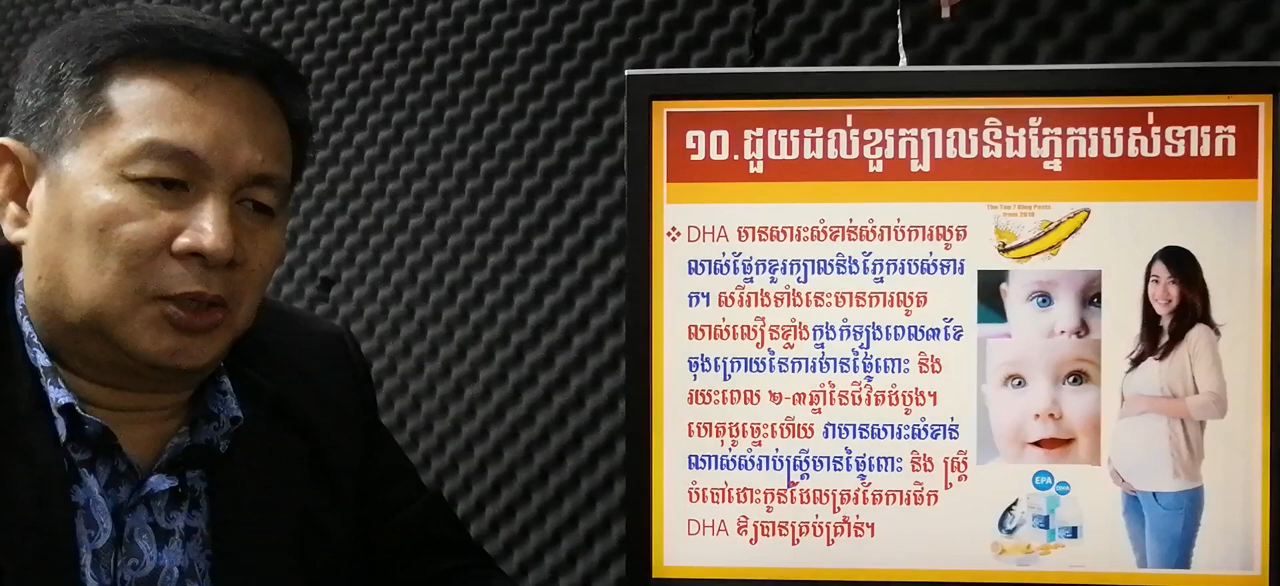 ១០.ជួយដល់ខួរក្បាលនិងភ្នែករបស់ទារក
The Top 7 Blog Posts
from 2018
❖ DHA មានសារះសំខាន់សំរាប់ការលូត
លាស់ផ្នែកខួរក្បាលនិងភ្នែករបស់ទារ
ក។ សរីរាងទាំងនេះមានការលូត
លាស់លឿនខ្លាំងក្នុងកំឡុងពេល៣ខែ
ចុងក្រោយនៃការមានផ្ទៃពោះ និង
រយះពេល ២-៣ឆ្នាំនៃជីវិតដំបូង។
ហេតុដូច្នេះហើយ វាមានសារះសំខាន់
ណាស់សំរាប់ស្ត្រីមានផ្ទៃពោះ និង ស្ត្រី
បំបៅដោះកូនដែលត្រូវតែការផឹក
DHA ឱ្យបានគ្រប់គ្រាន់។
EPA
DHA